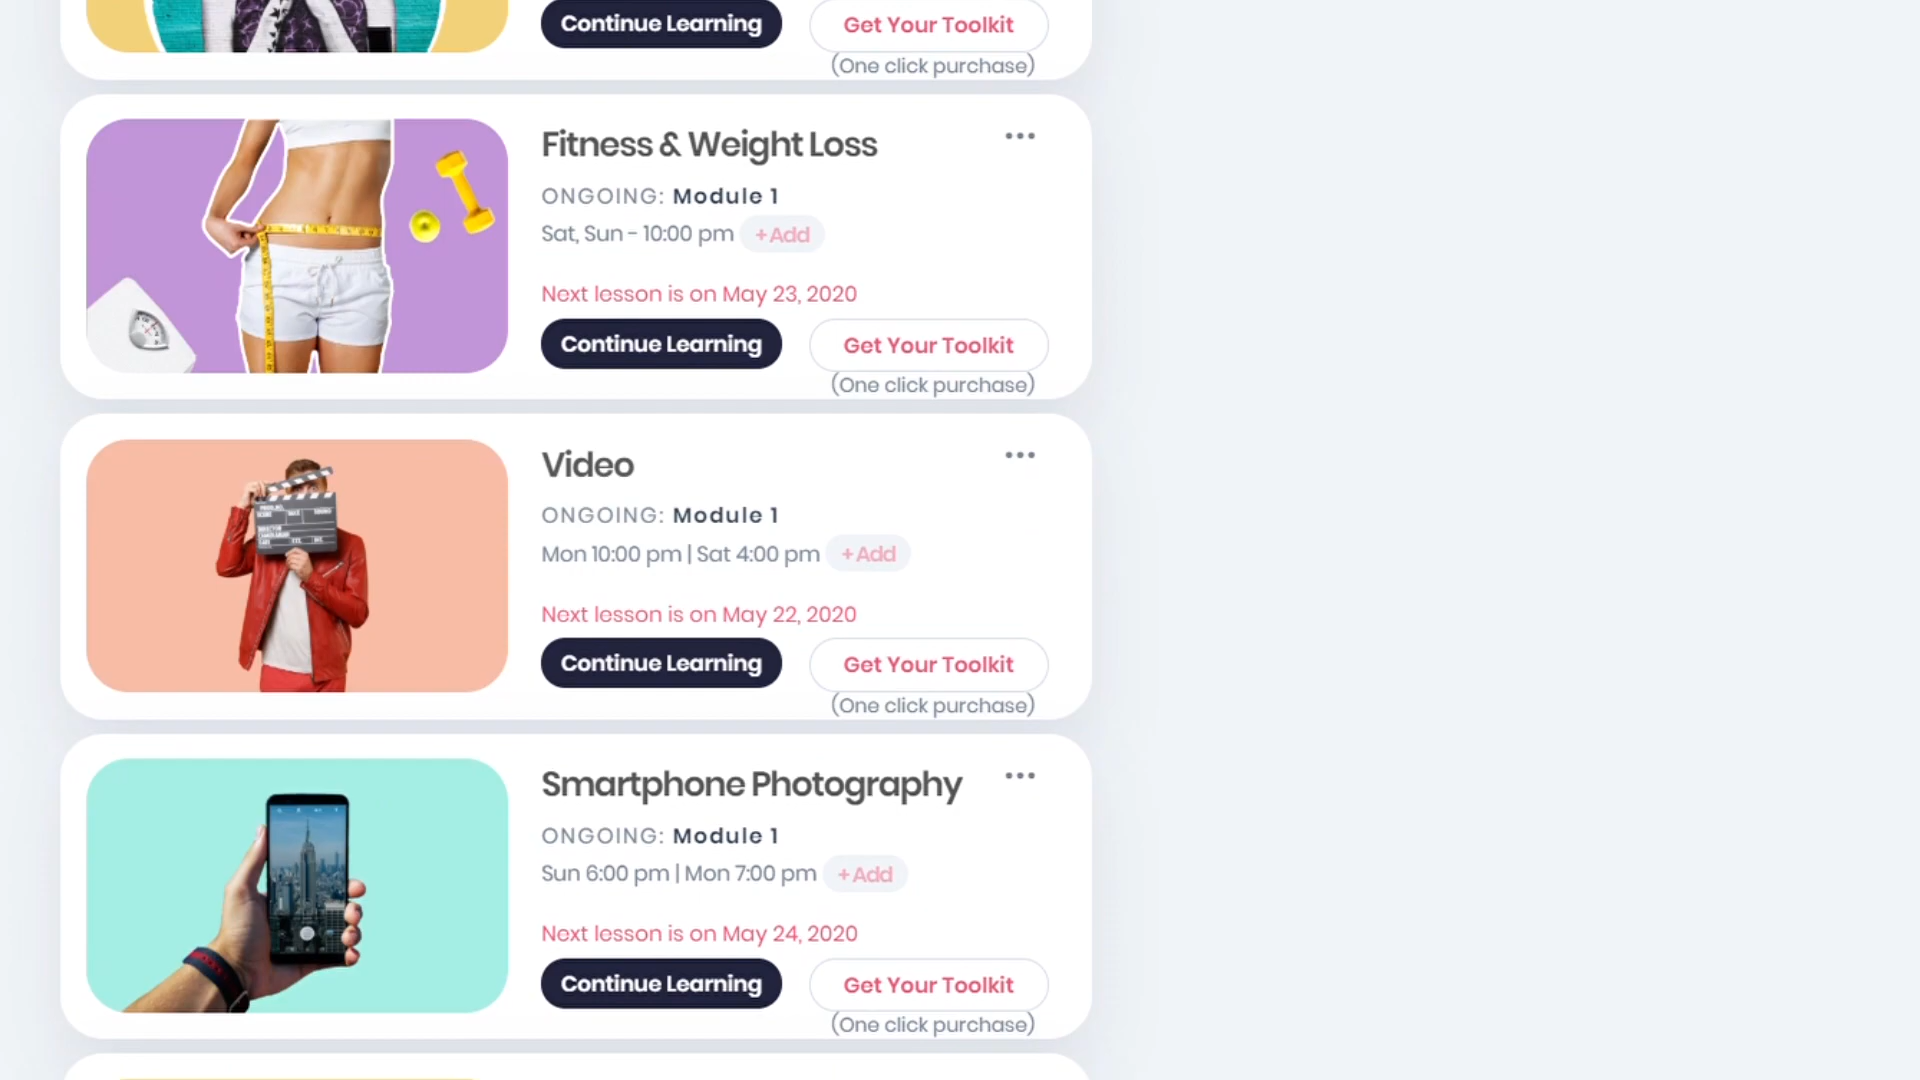 Continue Learning
Get Your Toolkit
(One click purchase)
Fitness & Weight Loss
ONGOING: Module 1
Sat, Sun - 10:00 pm +Add
Next lesson is on May 23, 2020
Continue Learning
Get Your Toolkit
(One click purchase)
Video
ONGOING: Module 1
Mon 10:00 pm | Sat 4:00 pm +Add
Next lesson is on May 22, 2020
Continue Learning
Get Your Toolkit
(One click purchase)
Smartphone Photography
ONGOING: Module 1
Sun 6:00 pm | Mon 7:00 pm +Add
Next lesson is on May 24, 2020
Continue Learning
Get Your Toolkit
(One click purchase)